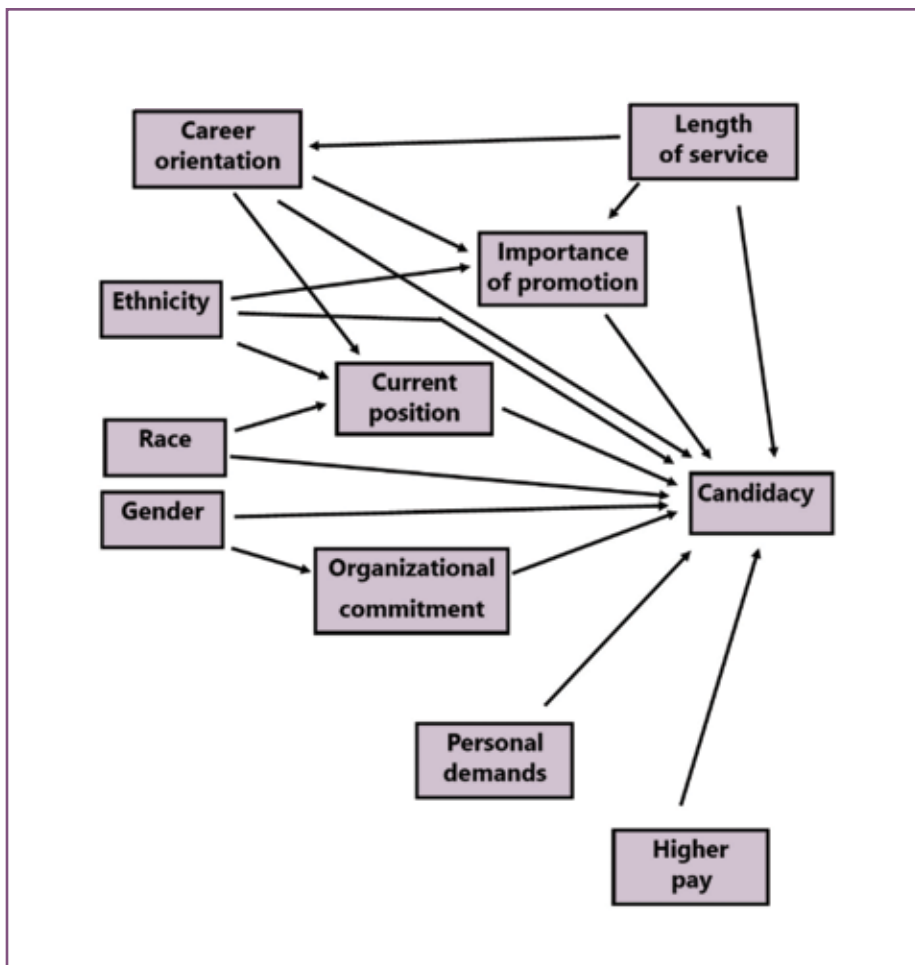 Career
orientation
Length
of service
Importance
of promotion
Ethnicity
Current
position
Race
Candidacy
Gender
Organizational
commitment
Personal
demands
Higher
pay